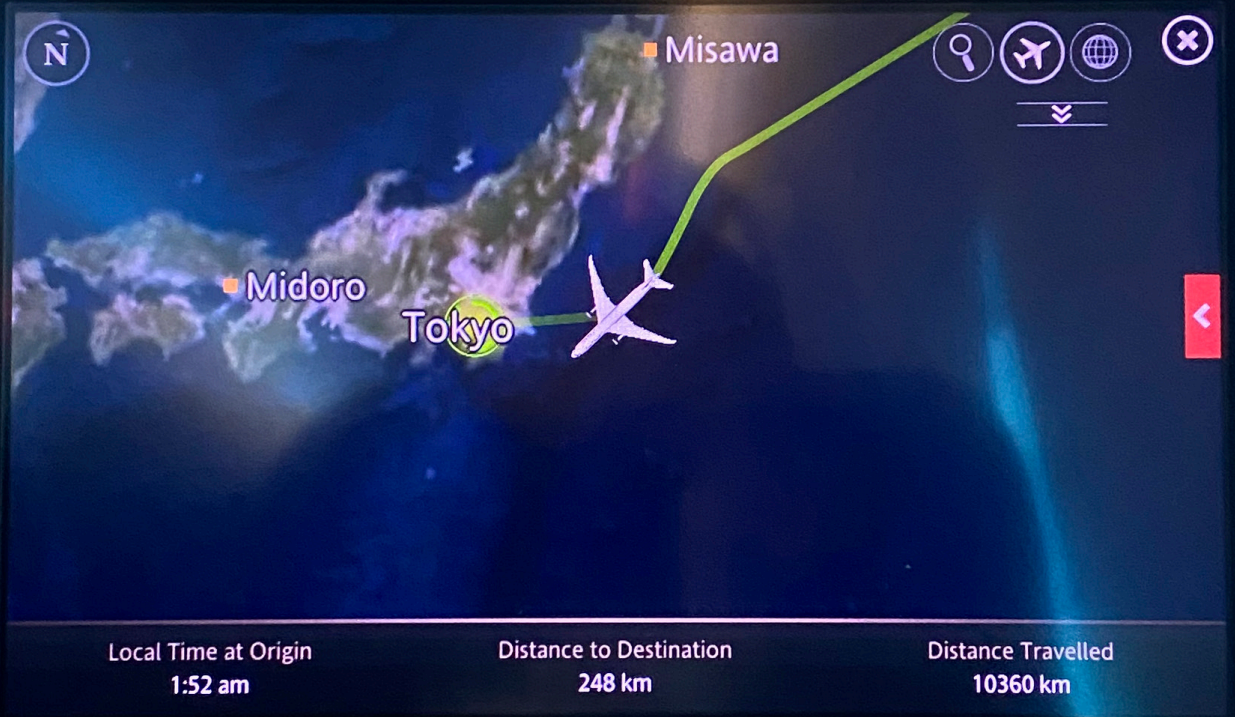 N
Misawa
Midoro
Tokyo
Local Time at Origin
1:52 am
Distance to Destination
248 km
Distance Travelled
10360 km